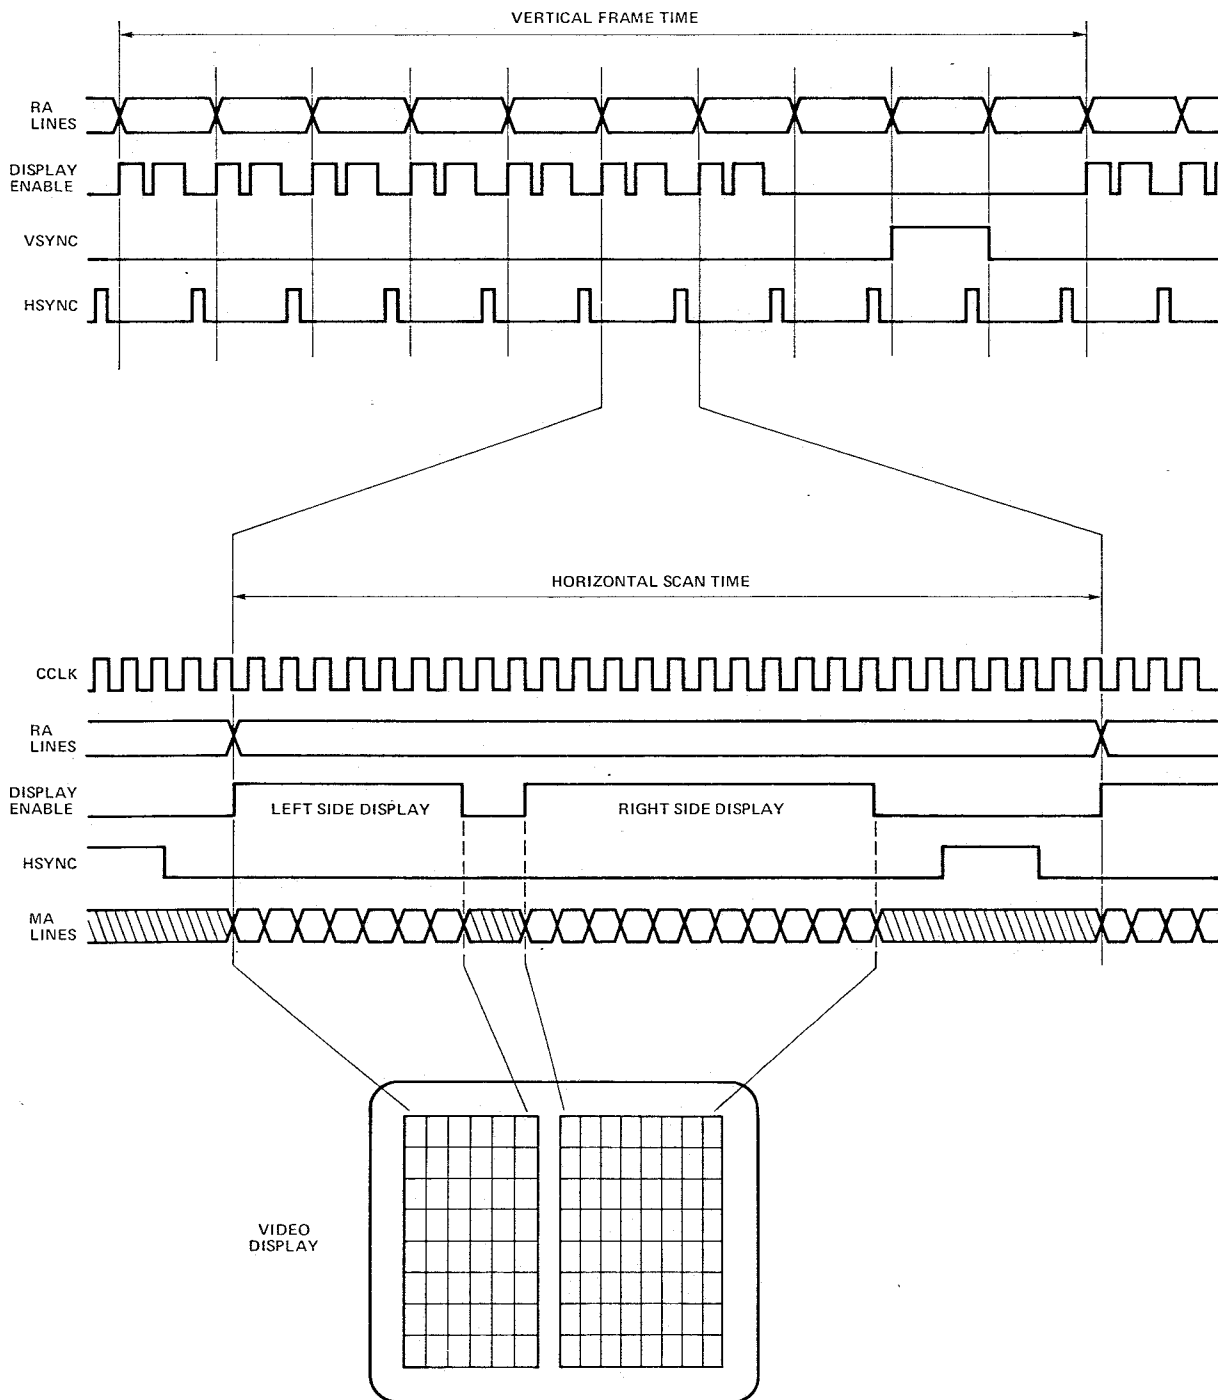 VERTICAL FRAME TIME
RA
LINES
DISPLAY
ENABLE
VSYNC
HSYNC
HORIZONTAL SCAN TIME
CCLK
RA
LINES
DISPLAY
ENABLE
LEFT SIDE DISPLAY
RIGHT SIDE DISPLAY
HSYNC
MA
LINES
VIDEO
DISPLAY